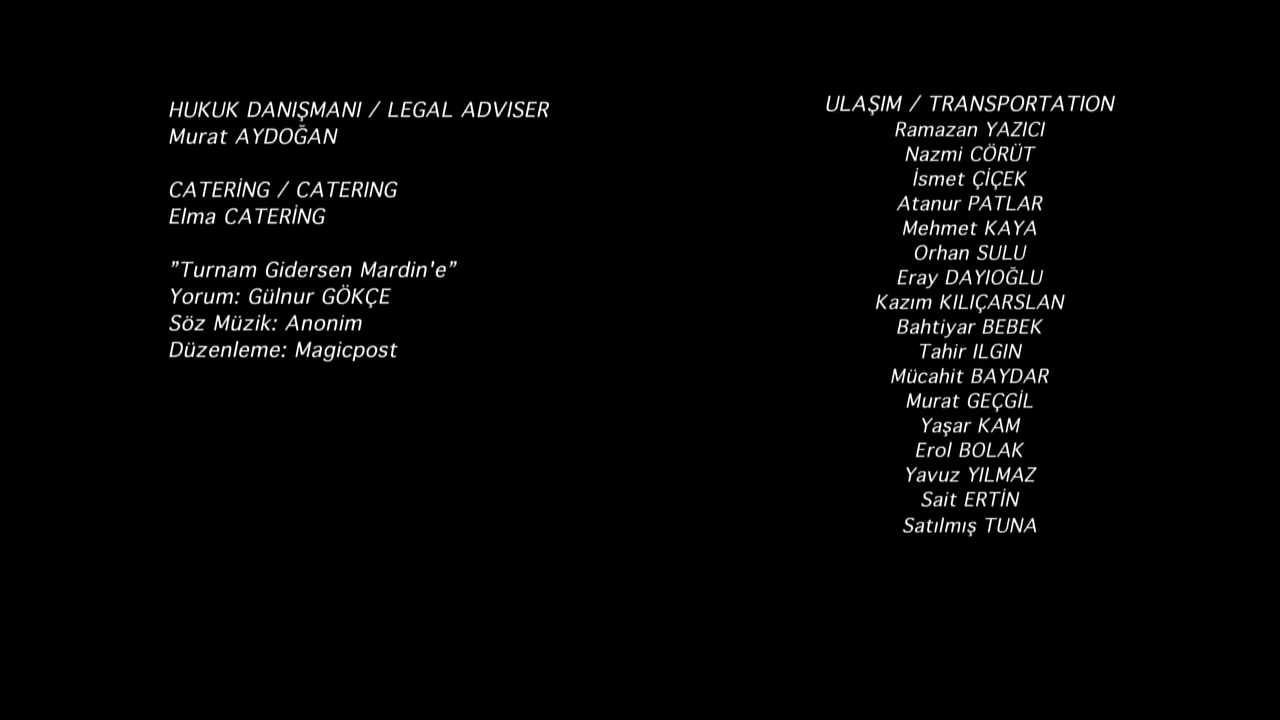 HUKUK DANIŞMANI / LEGAL ADVISER
Murat AYDOĞAN
CATERİNG / CATERING
Elma CATERİNG
”Turnam Gidersen Mardin'e”
Yorum: Gülnur GÖKÇE
Söz Müzik: Anonim
Düzenleme: Magicpost
ULAŞIM / TRANSPORTATION
Ramazan YAZICI
Nazmi CÖRÜT
İsmet ÇİÇEK
Atanur PATLAR
Mehmet KAYA
Orhan SULU
Eray DAYIOĞLU
Kazım KILIÇARSLAN
Bahtiyar BEBEK
Tahir ILGIN
Mücahit BAYDAR
Murat GEÇGİL
Yaşar KAM
Erol BOLAK
Yavuz YILMAZ
Sait ERTİN
Satılmış TUNA